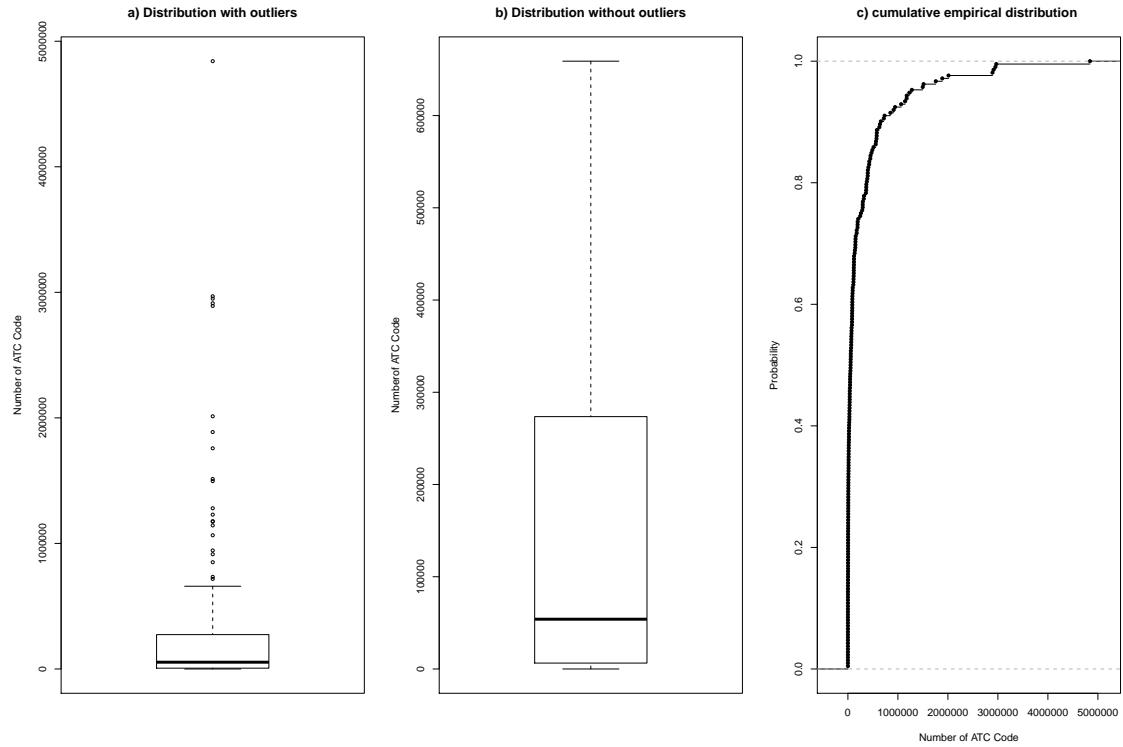 a) Distribution with outliers
Number of ATC Code
0
1000000
2000000
3000000
4000000
5000000
b) Distribution without outliers
Numberof ATC Code
0
100000
200000
300000
400000
500000
600000
c) cumulative empirical distribution
Probability
0.0
0.2
0.4
0.6
0.8
1.0
0 1000000 2000000 3000000 4000000 5000000
Number of ATC Code